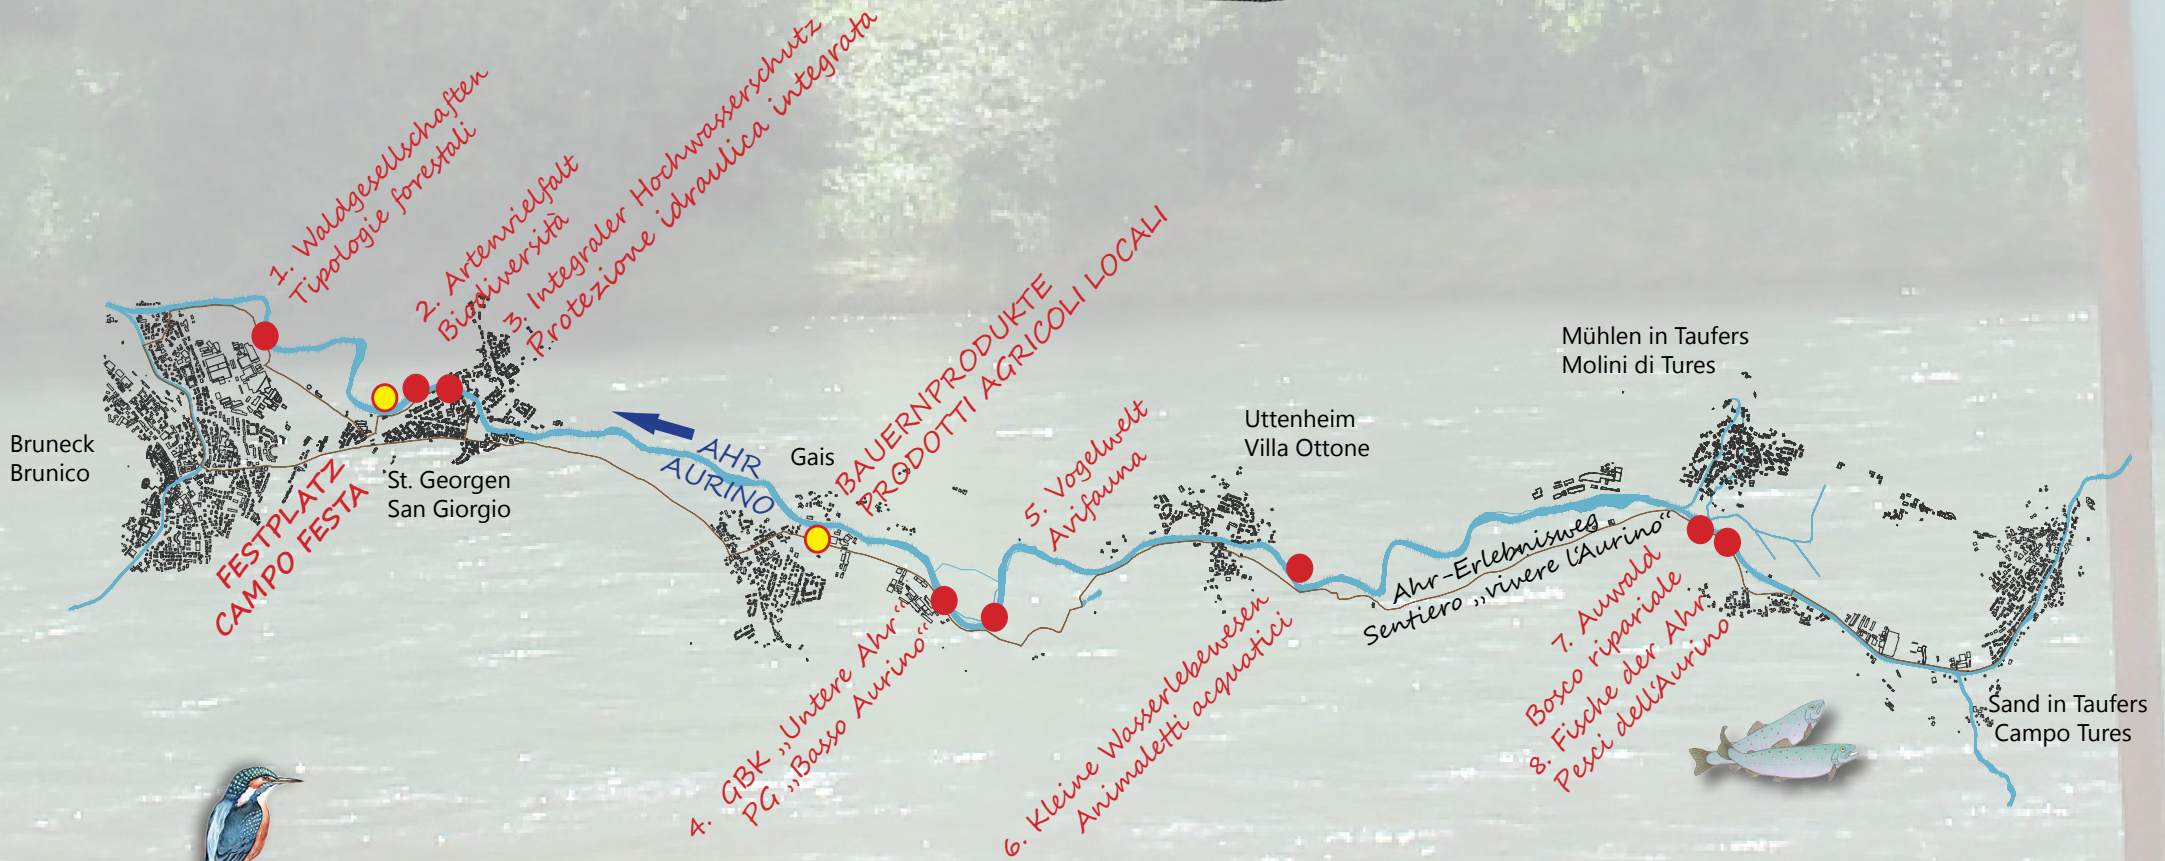 1. Waldgesellschaften
Tipologie forestali
2. Artenvielfalt
Biodiversità
3. Integraler Hochwasserschutz
Protezione idraulica integrata
BAUERNPRODUKTE
PRODOTTI AGRICOLI LOCALI
Mühlen in Taufers
Molini di Tures
Bruneck
Brunico
FESTPLATZ
CAMPO FESTA
St. Georgen
San Giorgio
AHR
AURINO
Gais
5. Vogelwelt
Avifauna
Uttenheim
Villa Ottone
Ahr-Erlebnisweg
Sentiero „vivere l'Aurino“
4. GBK „Untere Ahr“
PG „Basso Aurino“
6. Kleine Wasserlebewesen
Animaletti acquatici
7. Auwald
Bosco ripariale
8. Fische der Ahr
Pesci dell'Aurino
Sand in Taufers
Campo Tures